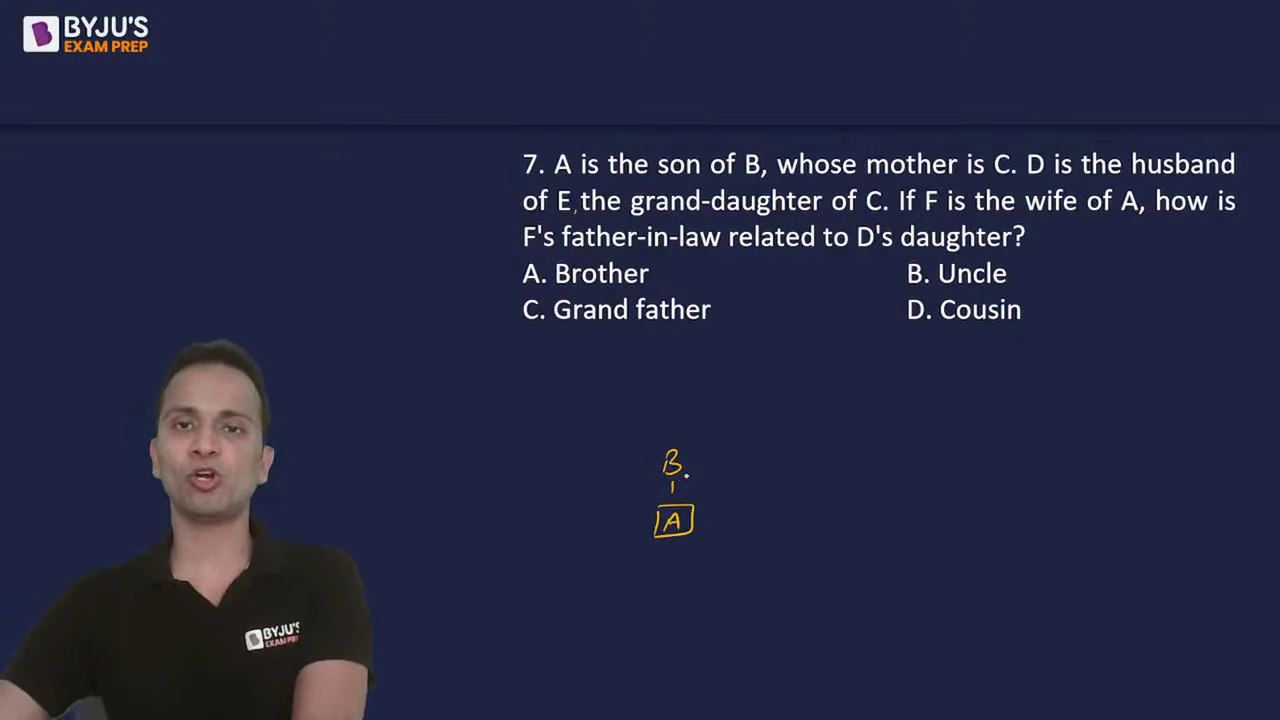 BYJU'S
EXAM PREP
7. A is the son of B, whose mother is C. D is the husband
of E,the grand-daughter of C. If F is the wife of A, how is
F's father-in-law related to D's daughter?
A. Brother B. Uncle
C. Grand father D. Cousin
B
A
BYJU'S
EXAM PREP